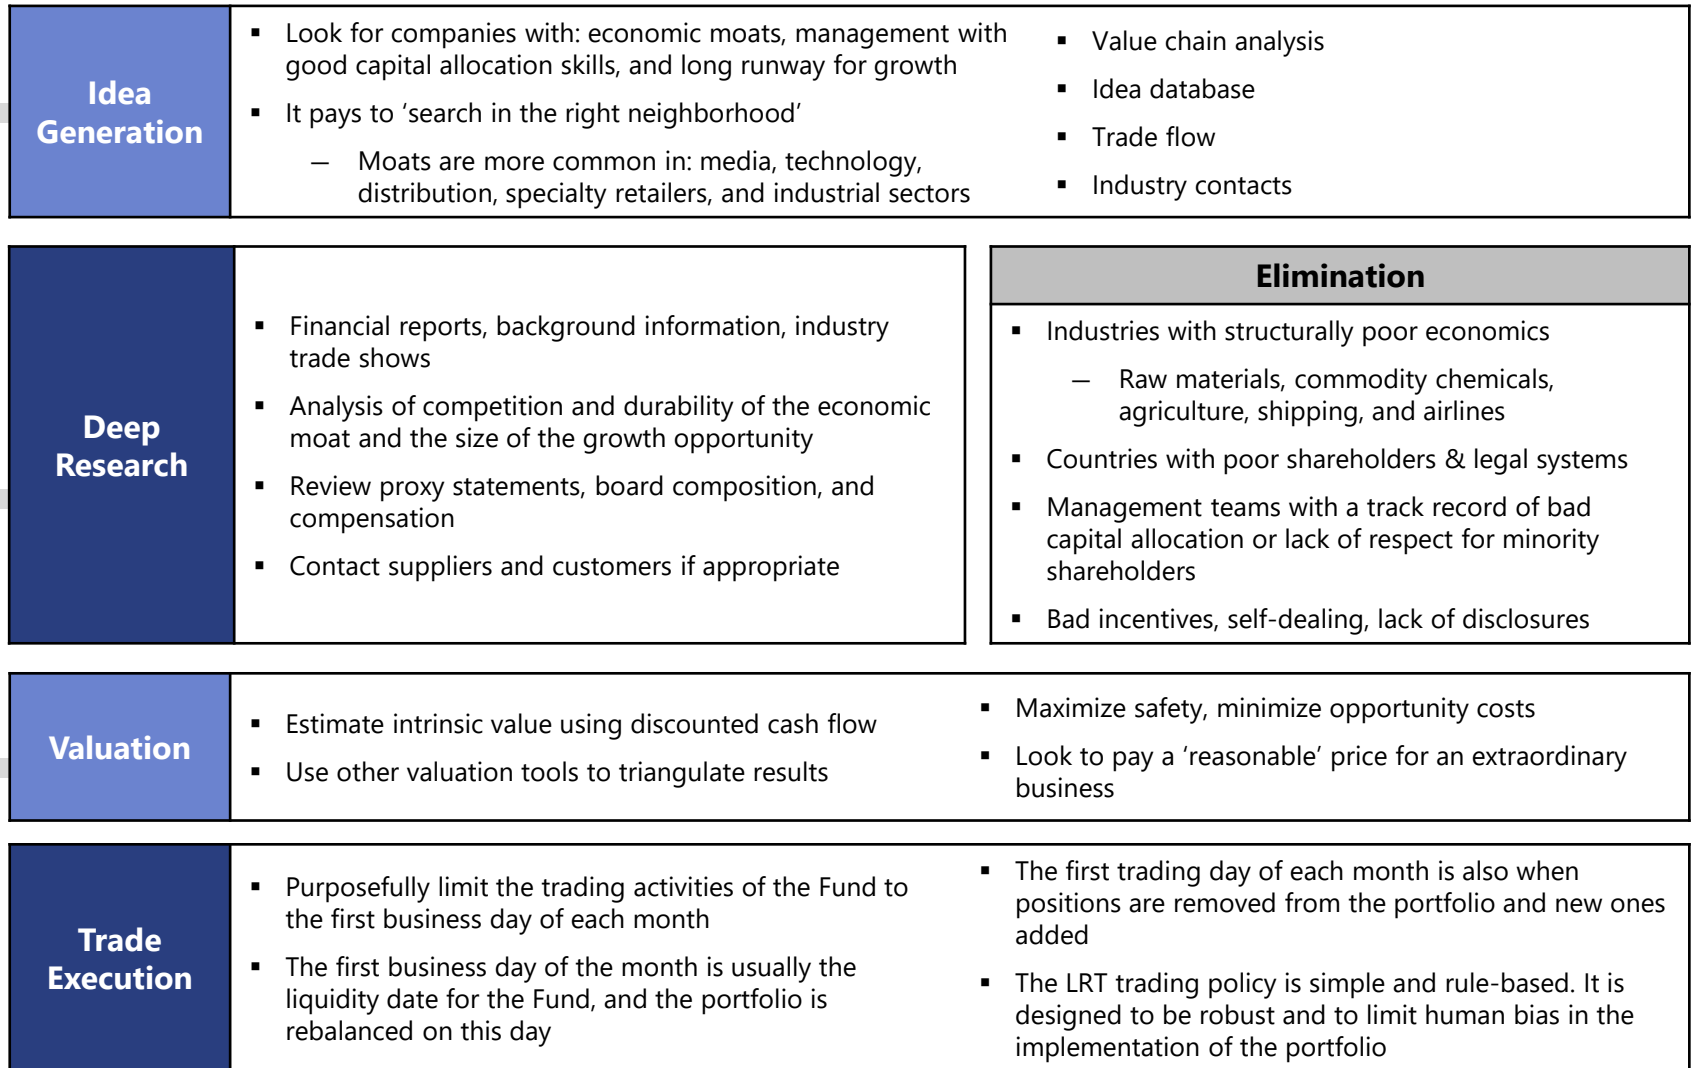 Idea
Generation
▪ Look for companies with: economic moats, management with
good capital allocation skills, and long runway for growth
▪ It pays to ‘search in the right neighborhood’
— Moats are more common in: media, technology,
distribution, specialty retailers, and industrial sectors
▪ Value chain analysis
▪ Idea database
▪ Trade flow
▪ Industry contacts
Deep
Research
▪ Financial reports, background information, industry
trade shows
▪ Analysis of competition and durability of the economic
moat and the size of the growth opportunity
▪ Review proxy statements, board composition, and
compensation
▪ Contact suppliers and customers if appropriate
Elimination
▪ Industries with structurally poor economics
— Raw materials, commodity chemicals,
agriculture, shipping, and airlines
▪ Countries with poor shareholders & legal systems
▪ Management teams with a track record of bad
capital allocation or lack of respect for minority
shareholders
▪ Bad incentives, self-dealing, lack of disclosures
Valuation
▪ Estimate intrinsic value using discounted cash flow
▪ Use other valuation tools to triangulate results
▪ Maximize safety, minimize opportunity costs
▪ Look to pay a ‘reasonable’ price for an extraordinary
business
Trade
Execution
▪ Purposefully limit the trading activities of the Fund to
the first business day of each month
▪ The first business day of the month is usually the
liquidity date for the Fund, and the portfolio is
rebalanced on this day
▪ The first trading day of each month is also when
positions are removed from the portfolio and new ones
added
▪ The LRT trading policy is simple and rule-based. It is
designed to be robust and to limit human bias in the
implementation of the portfolio